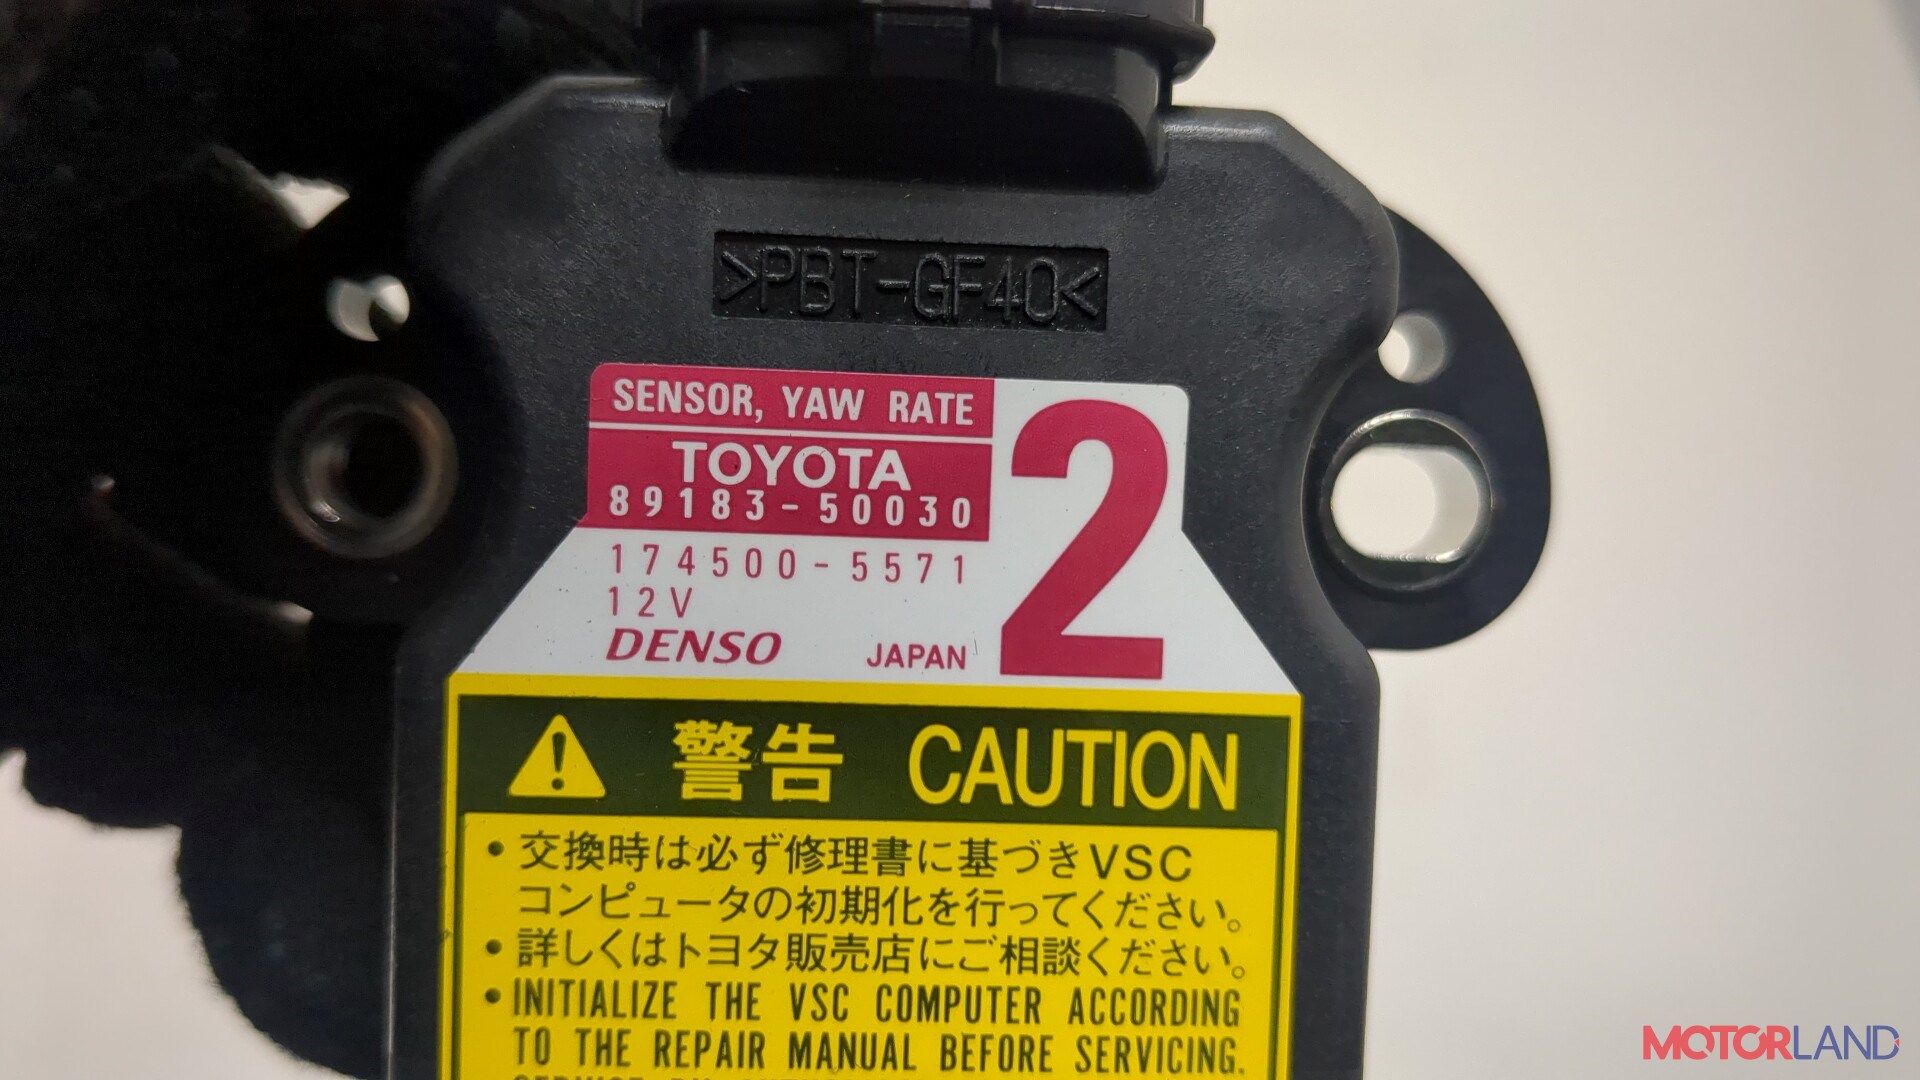 >PBT-GF40<
SENSOR, YAW RATE
TOYOTA
89183-50030
2
174500-5571
12V
DENSO JAPAN
警告 CAUTION
・交換時は必ず修理書に基づきVSC
コンピュータの初期化を行ってください。
・詳しくはトヨタ販売店にご相談ください。
・INITIALIZE THE VSC COMPUTER ACCORDING
TO THE REPAIR MANUAL BEFORE SERVICING.
MOTORLAND